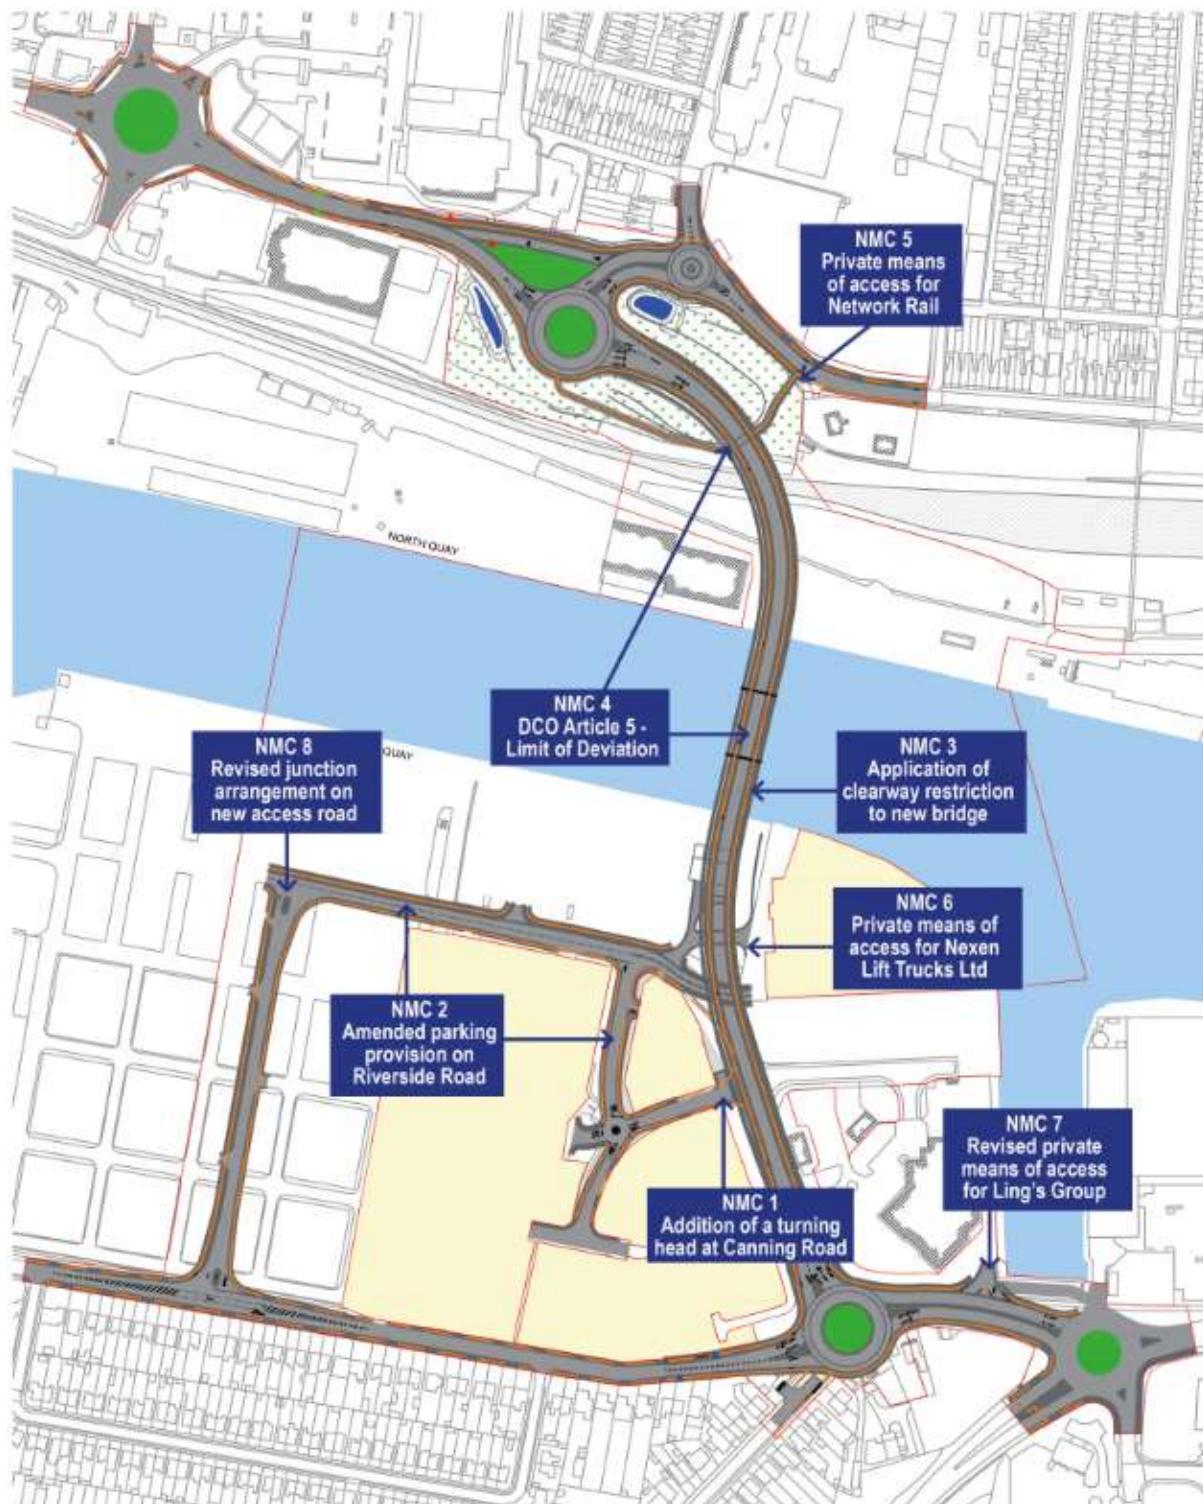 NMC 5
Private means
of access for
Network Rail
NORTH QUAY
NMC 4
DCO Article 5 -
Limit of Deviation
QUAY
NMC 8
Revised junction
arrangement on
new access road
NMC 3
Application of
clearway restriction
to new bridge
NMC 6
Private means of
access for Nexen
Lift Trucks Ltd
NMC 2
Amended parking
provision on
Riverside Road
NMC 7
Revised private
means of access
for Ling's Group
NMC 1
Addition of a turning
head at Canning Road